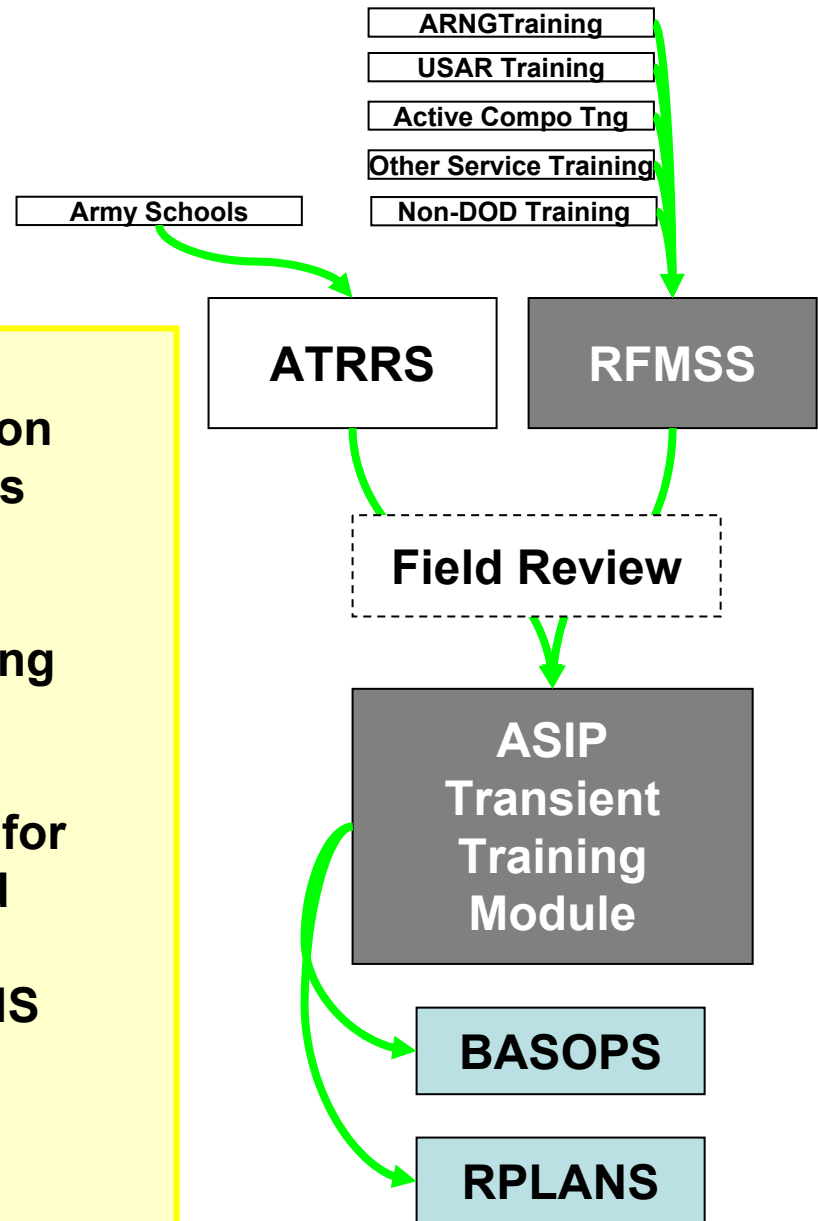 ARNGTraining
USAR Training
Active Compo Tng
Other Service Training
Non-DOD Training
Army Schools
ATRRS
RFMSS
Field Review
ASIP
Transient
Training
Module
BASOPS
RPLANS
on
s
ng
for
d
IS